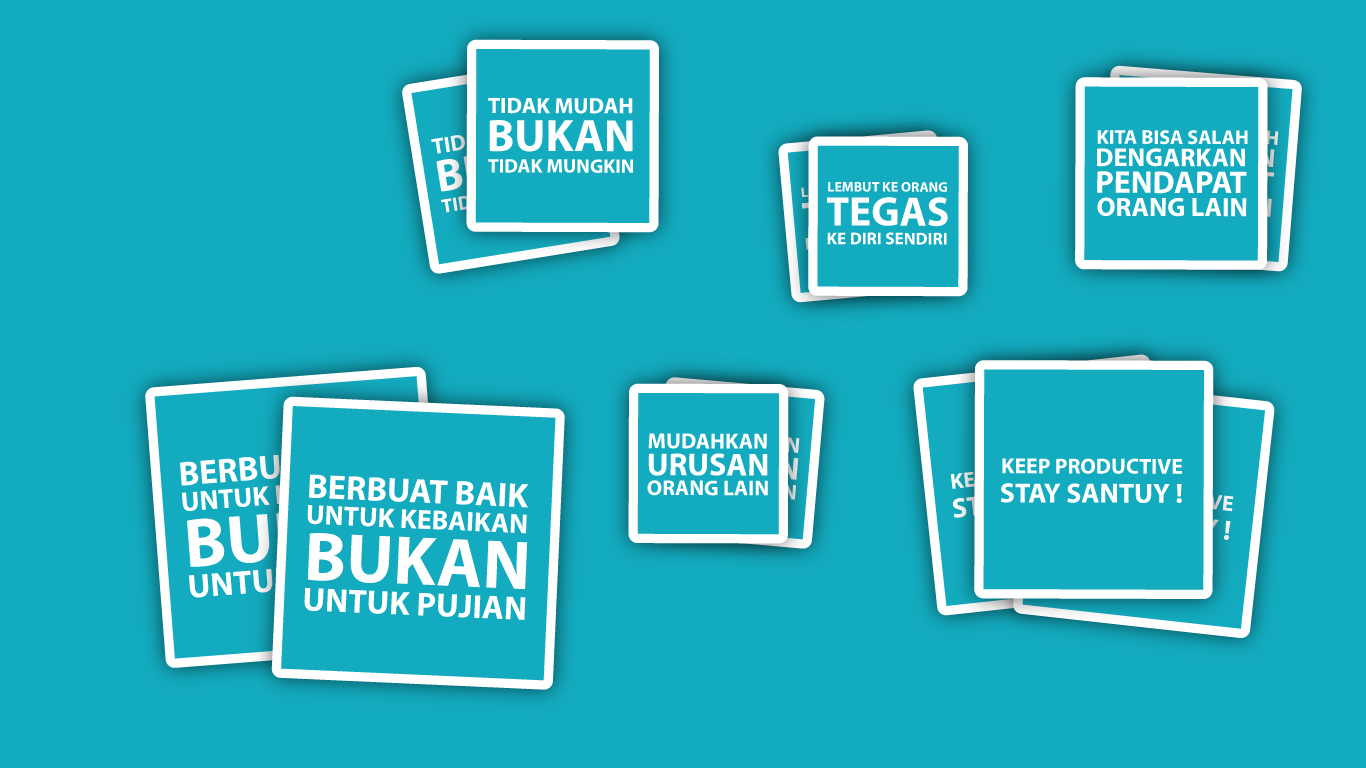 TIDAK MUDAH
BUKAN
TIDAK MUNGKIN
LEMBUT KE ORANG
TEGAS
KE DIRI SENDIRI
KITA BISA SALAH
DENGARKAN
PENDAPAT
ORANG LAIN
BERBUAT BAIK
UNTUK KEBAIKAN
BUKAN
UNTUK PUJIAN
MUDAHKAN
URUSAN
ORANG LAIN
KEEP PRODUCTIVE
STAY SANTUY !